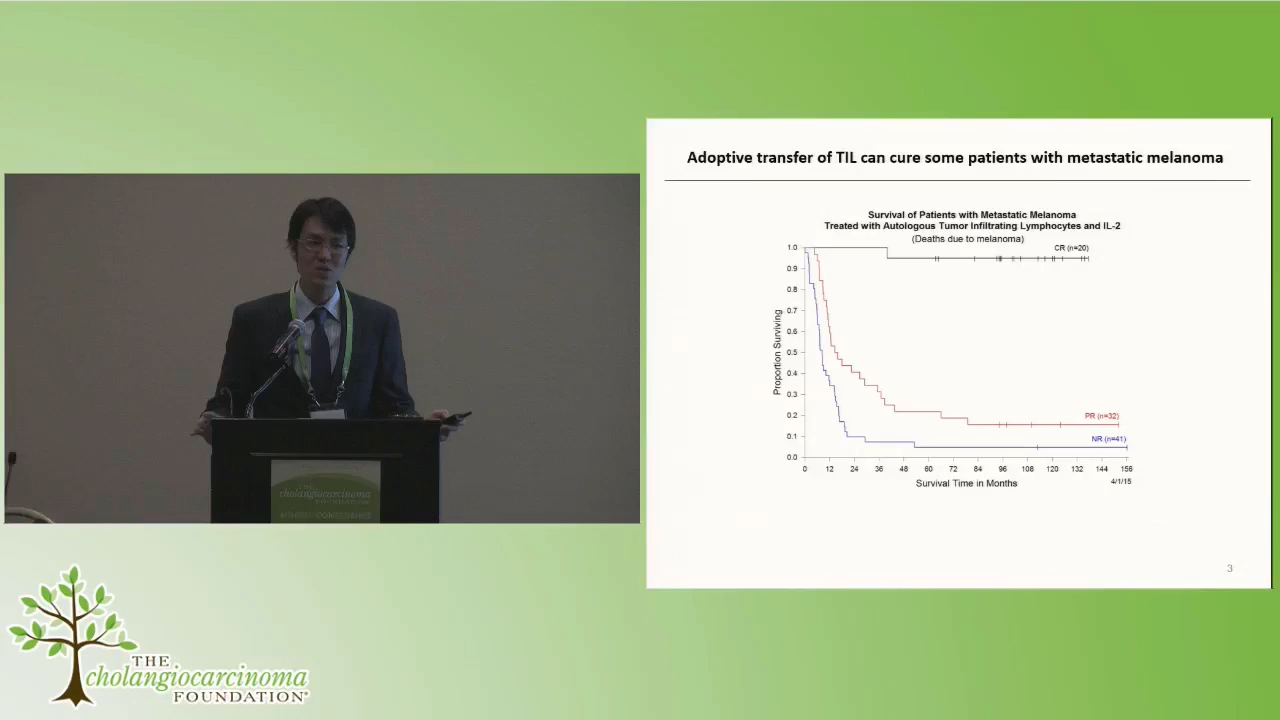 Adoptive transfer of TIL can cure some patients with metastatic melanoma
Survival of Patients with Metastatic Melanoma
Treated with Autologous Tumor Infiltrating Lymphocytes and IL-2
(Deaths due to melanoma)
CR (n=20)
1.0
0.9
0.8
0.7
0.6
0.5
0.4
0.3
0.2
0.1
0.0
Proportion Surviving
PR (n=32)
NR (n=41)
0 12 24 36 48 60 72 84 96 108 120 132 144 156
Survival Time in Months
4/1/15
3
THE
cholangiocarcinoma
THE
cholangiocarcinoma
FOUNDATION®